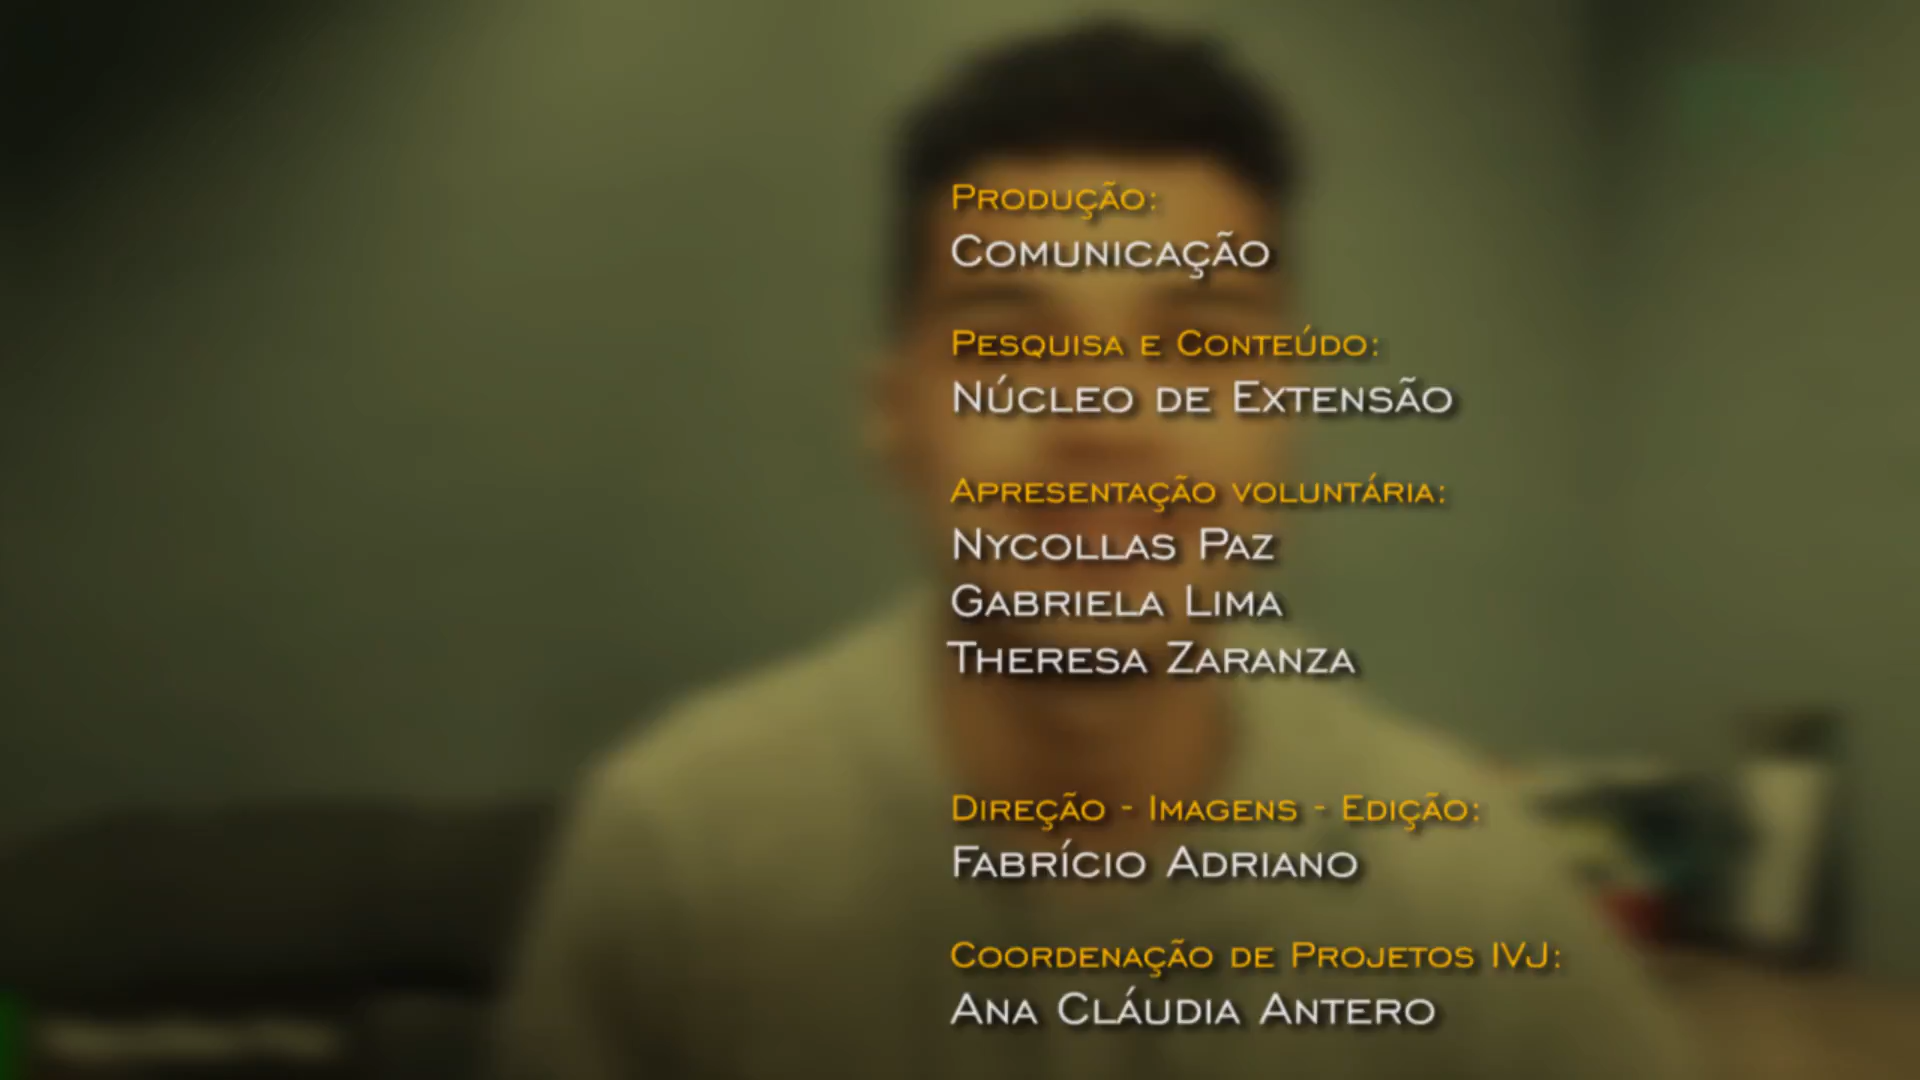 Produção:
Comunicação
Pesquisa e Conteúdo:
Núcleo de Extensão
Apresentação voluntária:
Nycollas Paz
Gabriela Lima
Theresa Zaranza
Direção - Imagens - Edição:
Fabrício Adriano
Coordenação de Projetos IVJ:
Ana Cláudia Antero